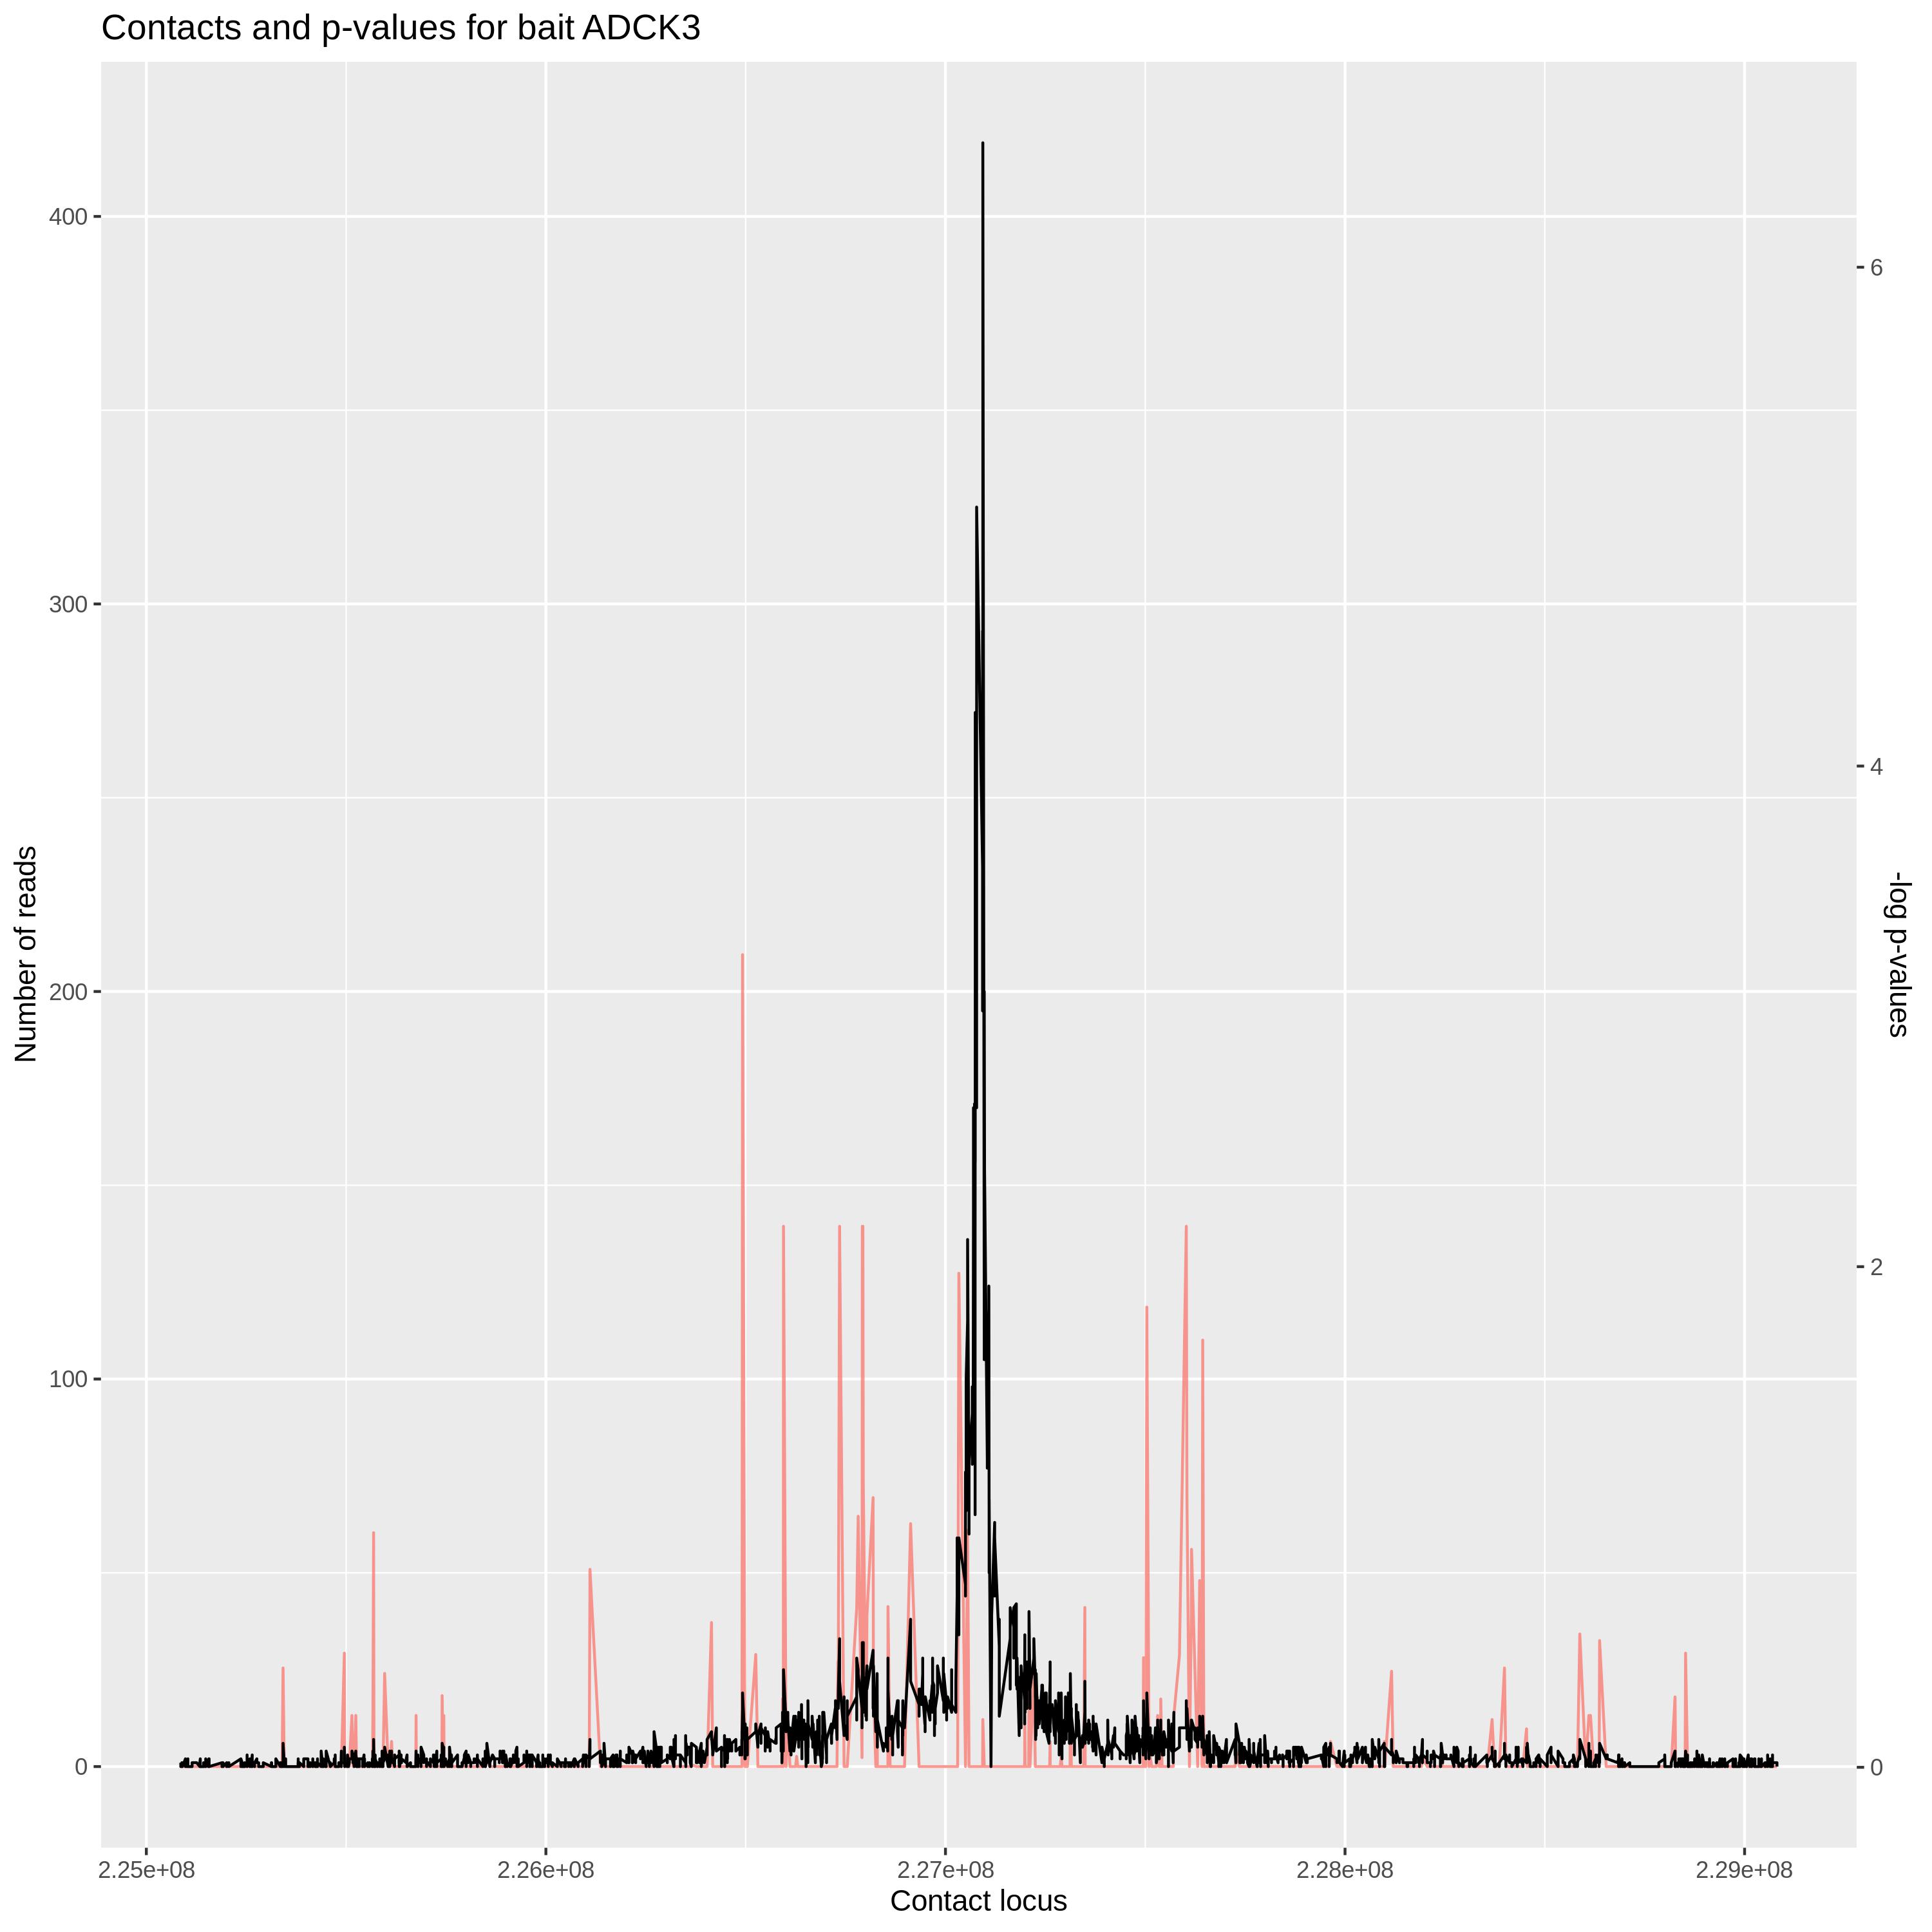 Contacts and p-values for bait ADCK3
400
300
200
100
0
6
4
2
0
Number of reads
-log p-values
2.25e+08
2.26e+08
2.27e+08
2.28e+08
2.29e+08
Contact locus